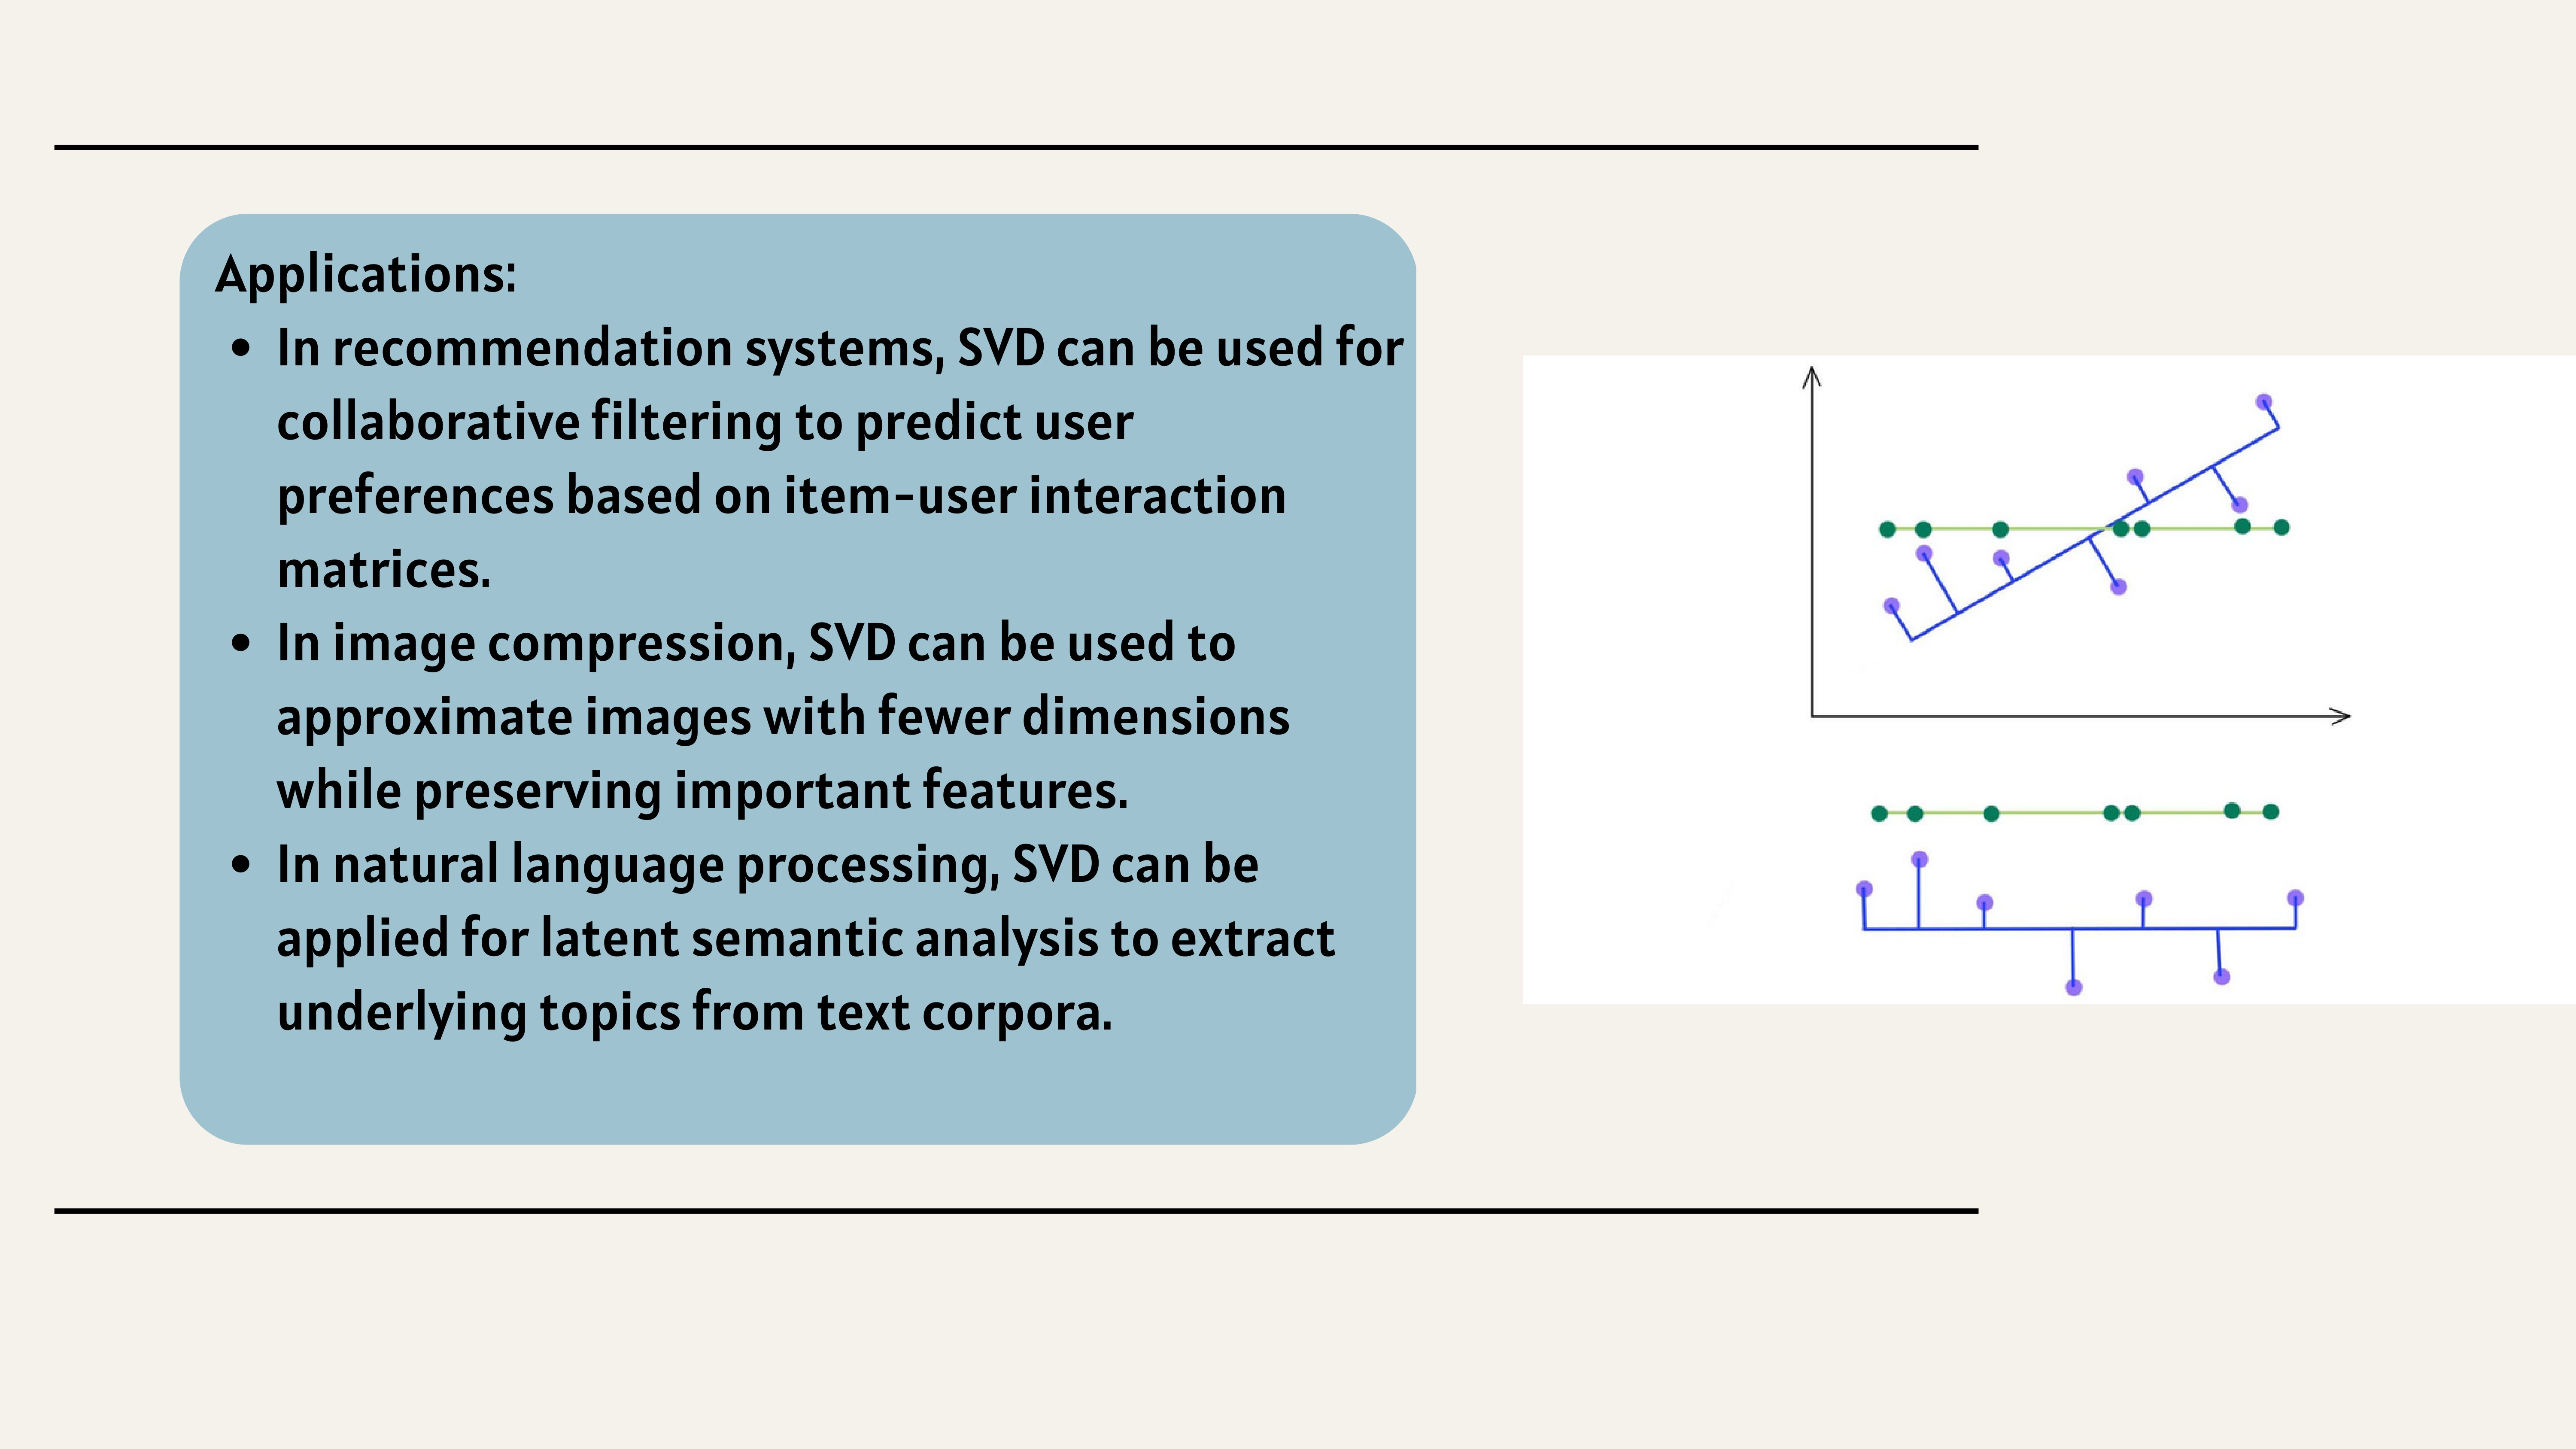 Applications:
• In recommendation systems, SVD can be used for
collaborative filtering to predict user
preferences based on item-user interaction
matrices.
• In image compression, SVD can be used to
approximate images with fewer dimensions
while preserving important features.
• In natural language processing, SVD can be
applied for latent semantic analysis to extract
underlying topics from text corpora.